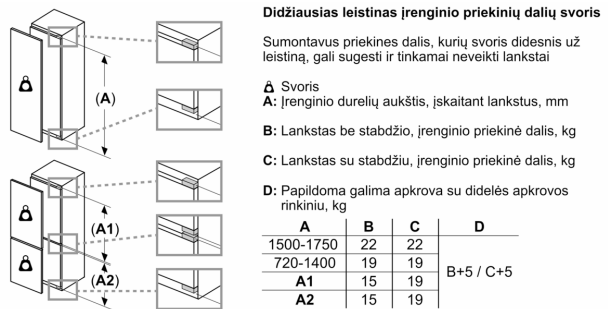 Didžiausias leistinas įrenginio priekinių dalių svoris
Sumontavus priekines dalis, kurių svoris didesnis už
leistiną, gali sugesti ir tinkamai neveikti lankstai
Svoris
A: Įrenginio durelių aukštis, įskaitant lankstus, mm
B: Lankstas be stabdžio, įrenginio priekinė dalis, kg
C: Lankstas su stabdžiu, įrenginio priekinė dalis, kg
D: Papildoma galima apkrova su didelės apkrovos
rinkiniu, kg
A B C D
1500-1750 22 22
720-1400 19 19
B+5 / C+5
A1 15 19
A2 15 19
(A)
(A1)
(A2)